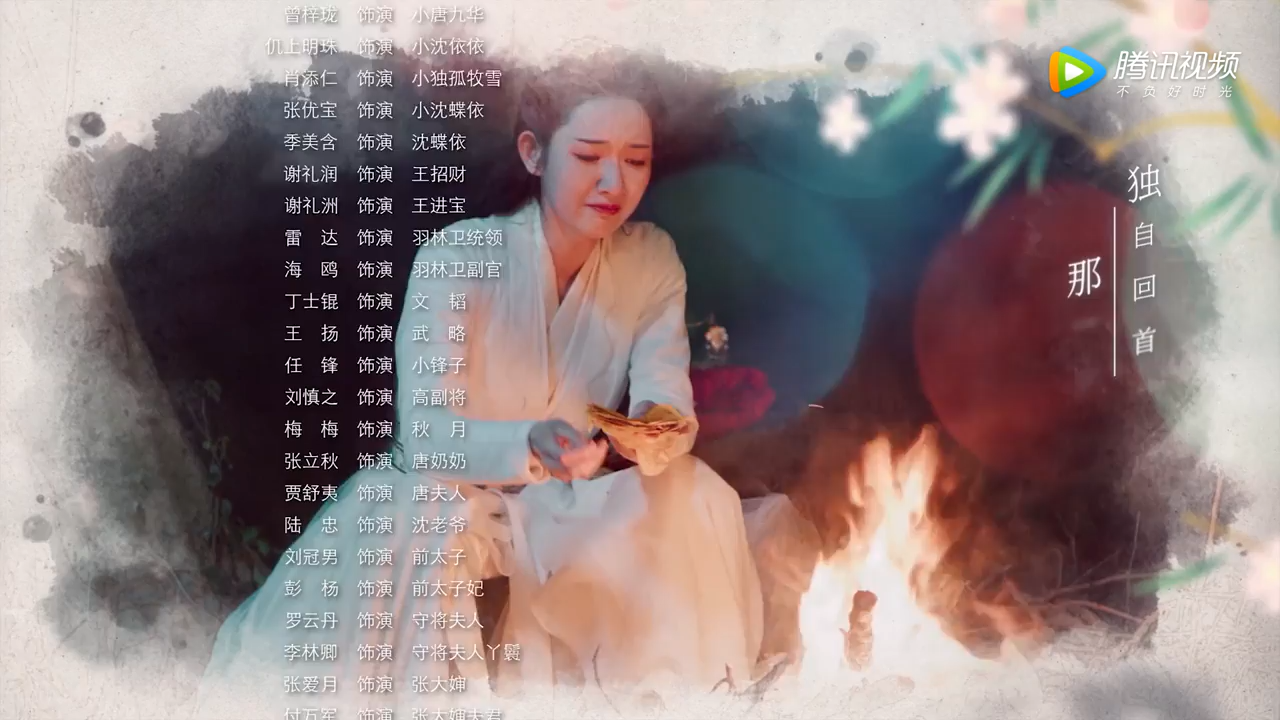 曾梓珑 饰演 小唐九华
仉上明珠 饰演 小沈依依
肖添仁 饰演 小独孤牧雪
张优宝 饰演 小沈蝶依
季美含 饰演 沈蝶依
谢礼润 饰演 王招财
谢礼洲 饰演 王进宝
雷 达 饰演 羽林卫统领
海 鸥 饰演 羽林卫副官
丁士锟 饰演 文 韬
王 扬 饰演 武 略
任 锋 饰演 小锋子
刘慎之 饰演 高副将
梅 梅 饰演 秋 月
张立秋 饰演 唐奶奶
贾舒夷 饰演 唐夫人
陆 忠 饰演 沈老爷
刘冠男 饰演 前太子
彭 杨 饰演 前太子妃
罗云丹 饰演 守将夫人
李林卿 饰演 守将夫人丫鬟
张爱月 饰演 张大婶
付万军 饰演 张大婶夫君
腾讯视频
不负好时光
独自回首
那